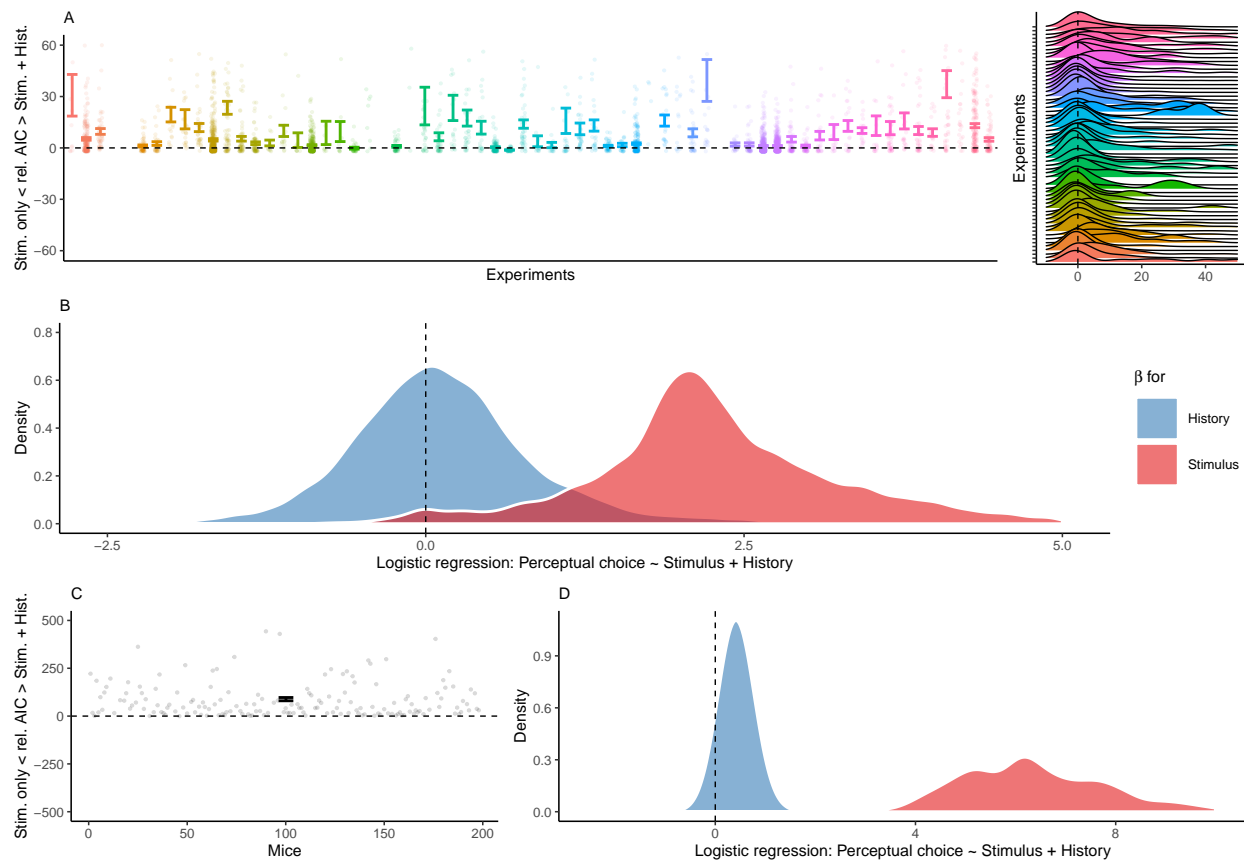 A
Stim. only < rel. AIC > Stim. + Hist.
60
30
0
−30
−60
Experiments
Experiments
0 20 40
B
Density
0.8
0.6
0.4
0.2
0.0
−2.5 0.0 2.5 5.0
Logistic regression: Perceptual choice ~ Stimulus + History
β for
History
Stimulus
C
Stim. only < rel. AIC > Stim. + Hist.
500
250
0
−250
−500
0 50 100 150 200
Mice
D
Density
0.9
0.6
0.3
0.0
0 4 8
Logistic regression: Perceptual choice ~ Stimulus + History